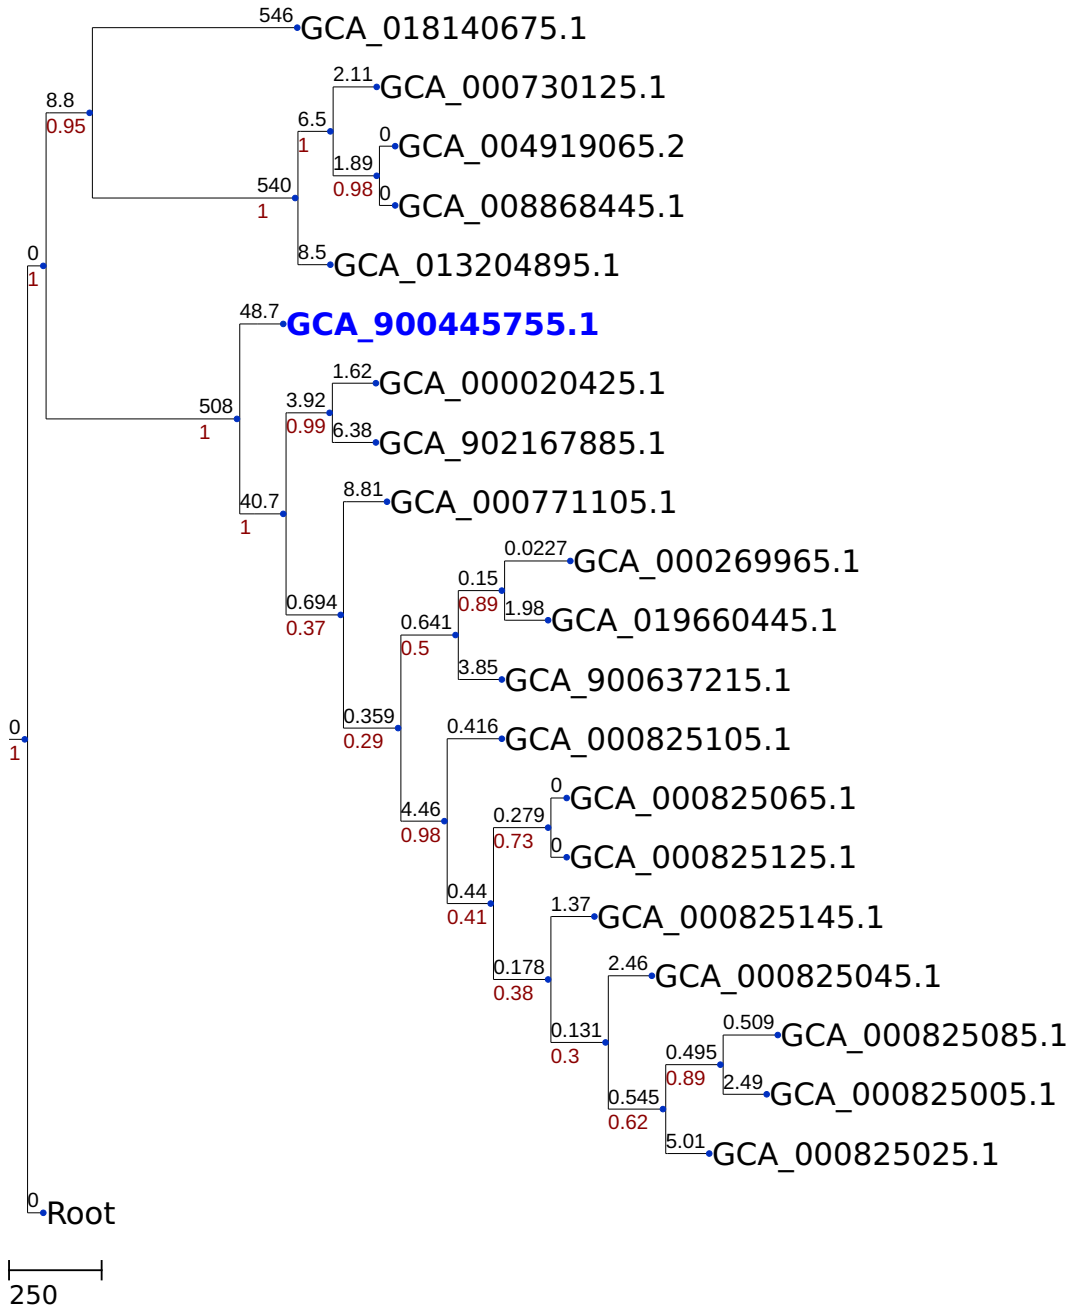 546
GCA_018140675.1
2.11
GCA_000730125.1
8.8
0.95
6.5
1
0
GCA_004919065.2
1.89
0.98
0
GCA_008868445.1
540
1
0
1
8.5
GCA_013204895.1
48.7
GCA_900445755.1
1.62
GCA_000020425.1
508
1
3.92
0.99
6.38
GCA_902167885.1
40.7
1
8.81
GCA_000771105.1
0.0227
GCA_000269965.1
0.15
0.89
0.694
0.37
0.641
0.5
1.98
GCA_019660445.1
3.85
GCA_900637215.1
0
1
0.359
0.29
0.416
GCA_000825105.1
0
GCA_000825065.1
4.46
0.98
0.279
0.73
0
GCA_000825125.1
0.44
0.41
1.37
GCA_000825145.1
0.178
0.38
2.46
GCA_000825045.1
0.131
0.3
0.509
GCA_000825085.1
0.495
0.89
2.49
GCA_000825005.1
0.545
0.62
5.01
GCA_000825025.1
0
Root
250